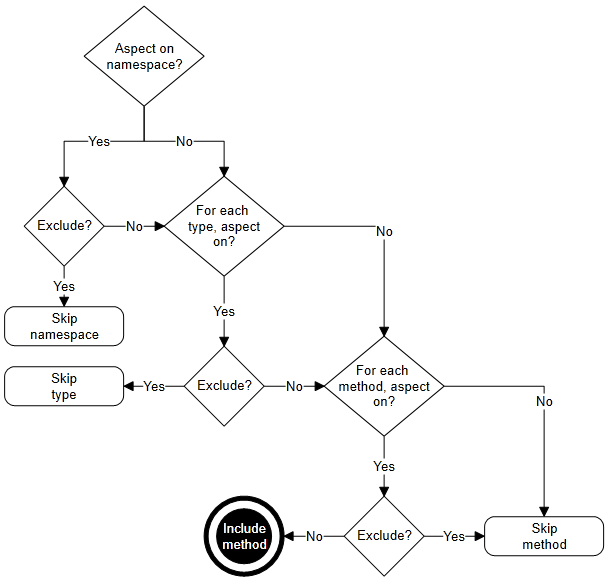 Aspect on
namespace?
Yes
No
Exclude?
No
For each
type, aspect
on?
No
Yes
Yes
Skip
namespace
Skip
type
Yes
Exclude?
No
For each
method, aspect
on?
No
Yes
Include
method
No
Exclude?
Yes
Skip
method